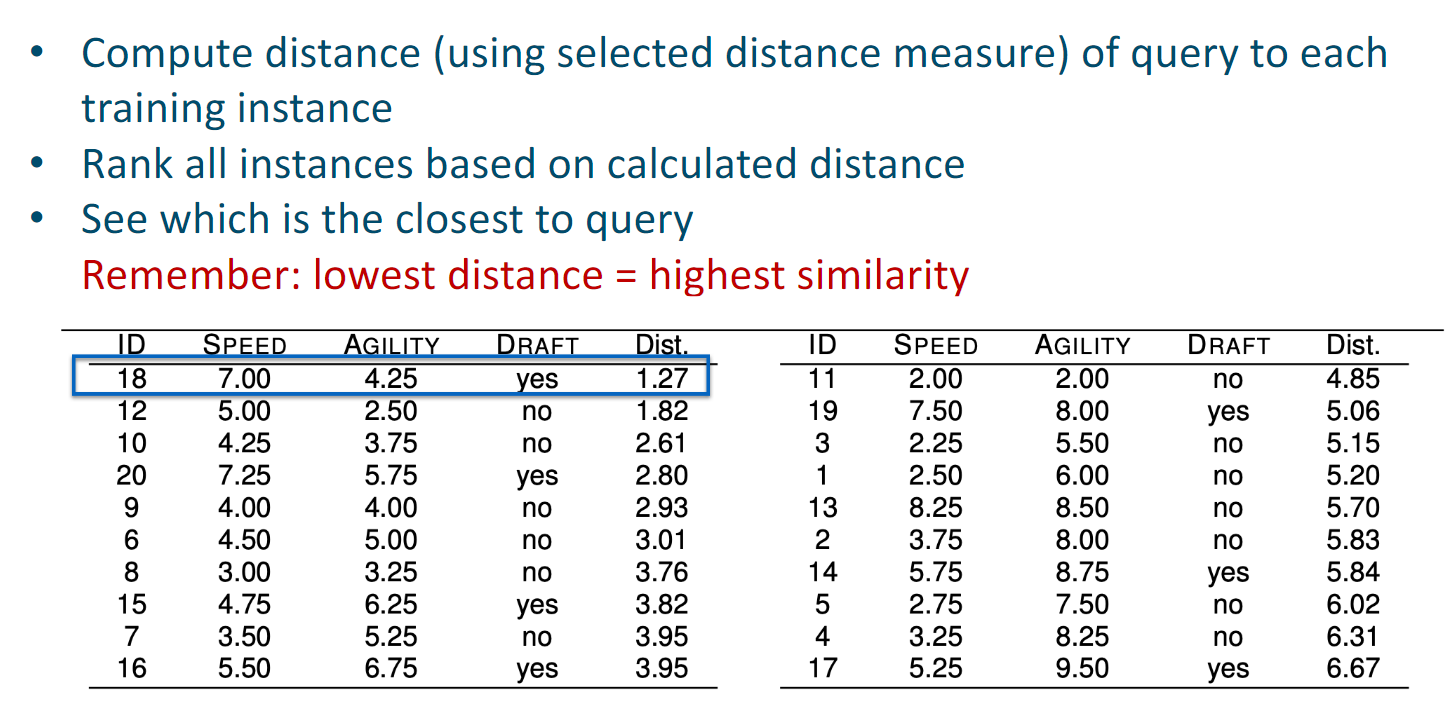 • Compute distance (using selected distance measure) of query to each
training instance
• Rank all instances based on calculated distance
• See which is the closest to query
Remember: lowest distance = highest similarity
ID SPEED AGILITY DRAFT Dist. ID SPEED AGILITY DRAFT Dist.
18 7.00 4.25 yes 1.27 11 2.00 2.00 no 4.85
12 5.00 2.50 no 1.82 19 7.50 8.00 yes 5.06
10 4.25 3.75 no 2.61 3 2.25 5.50 no 5.15
20 7.25 5.75 yes 2.80 1 2.50 6.00 no 5.20
9 4.00 4.00 no 2.93 13 8.25 8.50 no 5.70
6 4.50 5.00 no 3.01 2 3.75 8.00 no 5.83
8 3.00 3.25 no 3.76 14 5.75 8.75 yes 5.84
15 4.75 6.25 yes 3.82 5 2.75 7.50 no 6.02
7 3.50 5.25 no 3.95 4 3.25 8.25 no 6.31
16 5.50 6.75 yes 3.95 17 5.25 9.50 yes 6.67